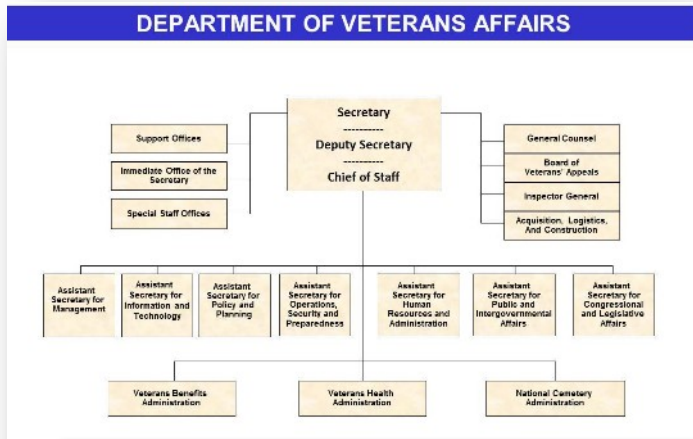 DEPARTMENT OF VETERANS AFFAIRS
Secretary
----------
Deputy Secretary
----------
Chief of Staff
Support Offices
Immediate Office of the
Secretary
Special Staff Offices
General Counsel
Board of
Veterans' Appeals
Inspector General
Acquisition, Logistics,
And Construction
Assistant
Secretary for
Management
Assistant
Secretary for
Information and
Technology
Assistant
Secretary for
Policy and
Planning
Assistant
Secretary for
Operations,
Security and
Preparedness
Assistant
Secretary for
Human
Resources and
Administration
Assistant
Secretary for
Public and
Intergovernmental
Affairs
Assistant
Secretary for
Congressional
and Legislative
Affairs
Veterans Benefits
Administration
Veterans Health
Administration
National Cemetery
Administration